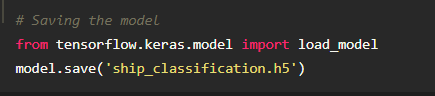 # Saving the model
from tensorflow.keras.model import load_model
model.save('ship_classification.h5')